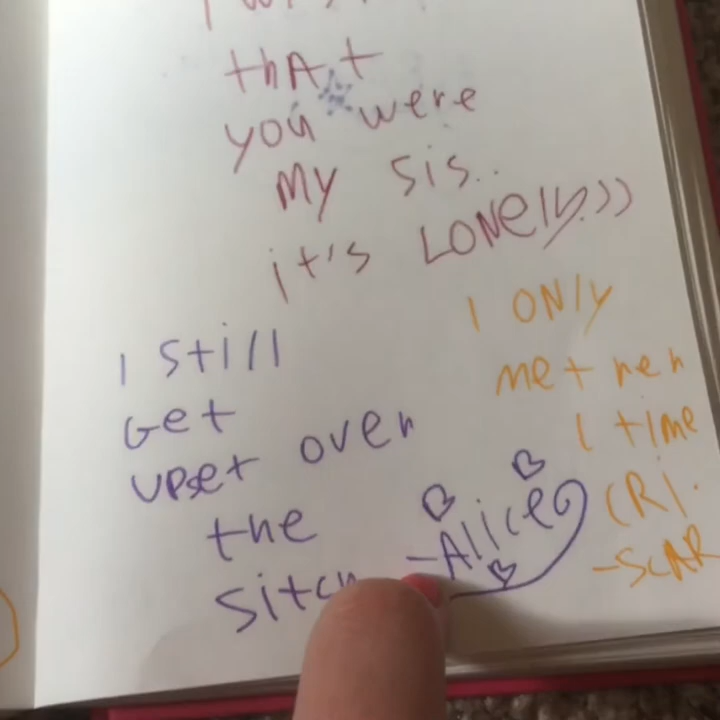 that
you were
My sis..
it's LONEly))
I still
Get
upset over
the
-Alice
I ONly
met her
1 time
(R).
-SCAR